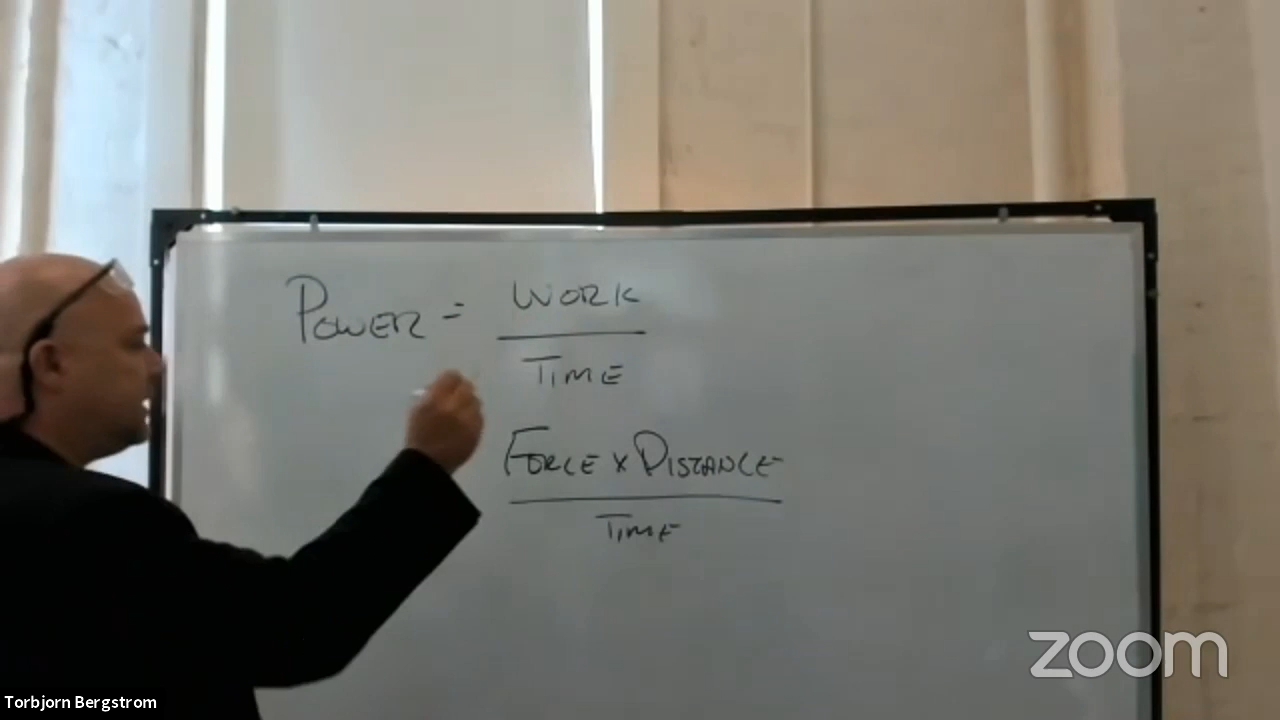 POWER = WORK
TIME
FORCE x DISTANCE
TIME
zoom
Torbjorn Bergstrom